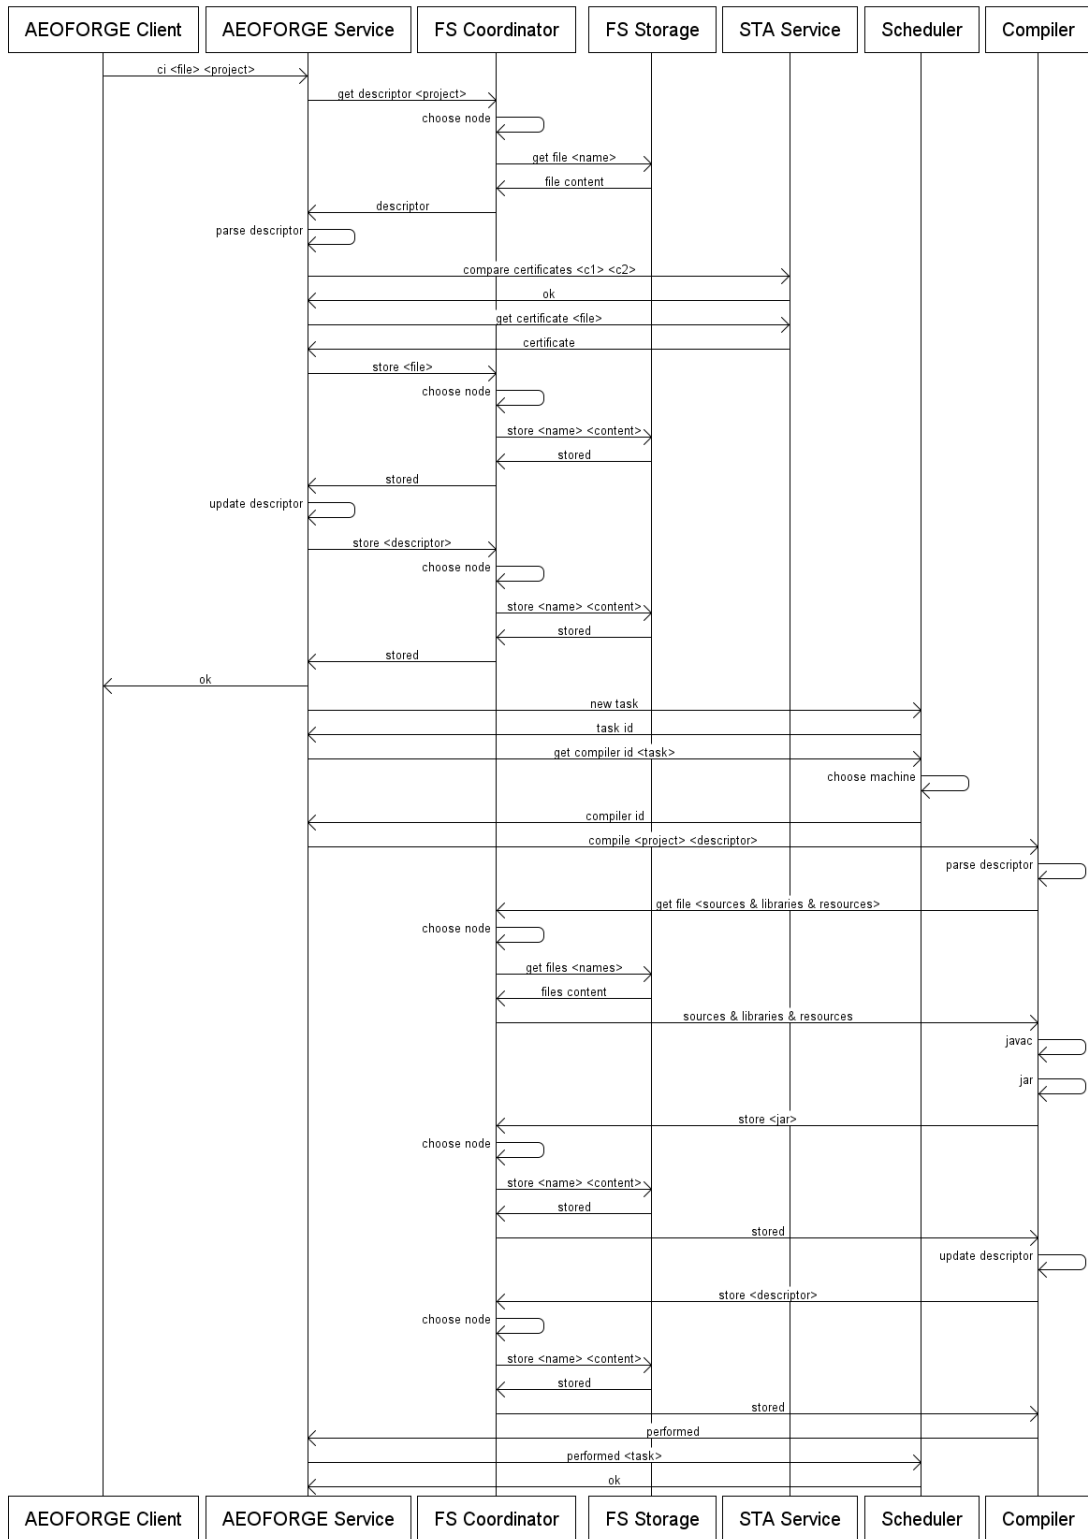 AEOFORGE Client AEOFORGE Service FS Coordinator FS Storage STA Service Scheduler Compiler
ci <file> <project>
get descriptor <project>
choose node
get file <name>
file content
descriptor
parse descriptor
compare certificates <c1> <c2>
ok
get certificate <file>
certificate
store <file>
choose node
store <name> <content>
stored
stored
update descriptor
store <descriptor>
choose node
store <name> <content>
stored
stored
ok
new task
task id
get compiler id <task>
choose machine
compiler id
compile <project> <descriptor>
parse descriptor
get file <sources & libraries & resources>
choose node
get files <names>
files content
sources & libraries & resources
javac
jar
store <jar>
choose node
store <name> <content>
stored
stored
update descriptor
store <descriptor>
choose node
store <name> <content>
stored
stored
performed
performed <task>
ok
AEOFORGE Client AEOFORGE Service FS Coordinator FS Storage STA Service Scheduler Compiler